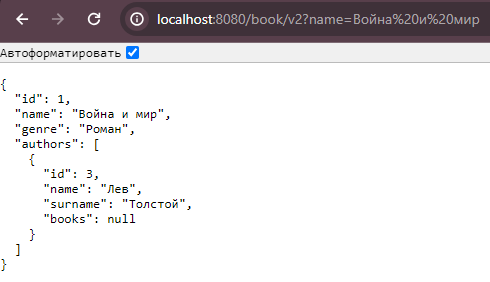 localhost:8080/book/v2?name=Война%20и%20мир
Автоформатировать
{
  "id": 1,
  "name": "Война и мир",
  "genre": "Роман",
  "authors": [
    {
      "id": 3,
      "name": "Лев",
      "surname": "Толстой",
      "books": null
    }
  ]
}